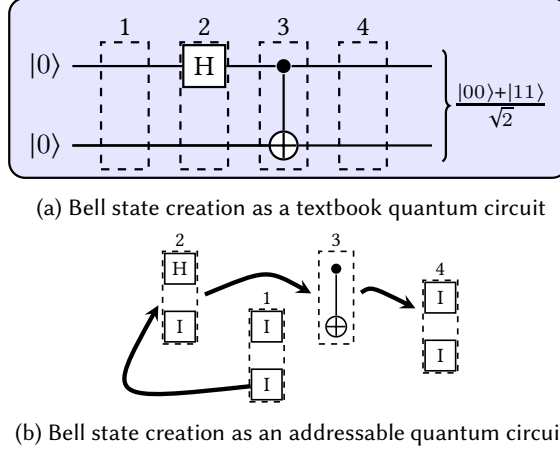 1 2 3 4
|0⟩ H
|00⟩+|11⟩
√2
|0⟩
(a) Bell state creation as a textbook quantum circuit
2 3
H 4
1 I
I I
I I
(b) Bell state creation as an addressable quantum circui